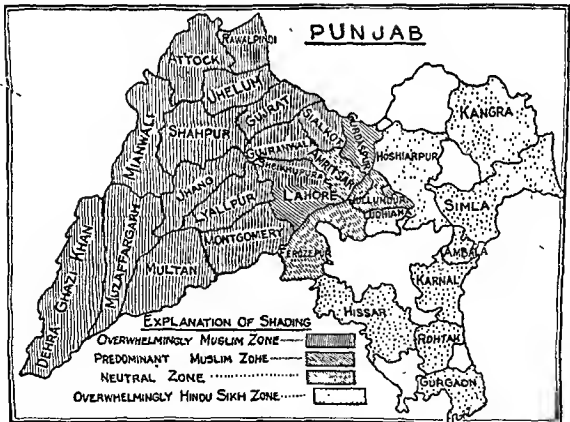 PUNJAB
RAWALPINDI
ATTOCK
JHELUM
GUJRAT
SIALKOT
GURDASPUR
KANGRA
MIANWALI
SHAHPUR
GUJRANWALA
SHEIKHUPURA
AMRITSAR
HOSHIARPUR
JHANG
LYALLPUR
LAHORE
JULLUNDUR
LUDHIANA
SIMLA
DEHRA GHAZI KHAN
MUZAFFARGARH
MULTAN
MONTGOMERY
FEROZEPUR
AMBALA
KARNAL
HISSAR
ROHTAK
GURGAON
EXPLANATION OF SHADING
OVERWHELMINGLY MUSLIM ZONE
PREDOMINANT MUSLIM ZONE
NEUTRAL ZONE
OVERWHELMINGLY HINDU SIKH ZONE